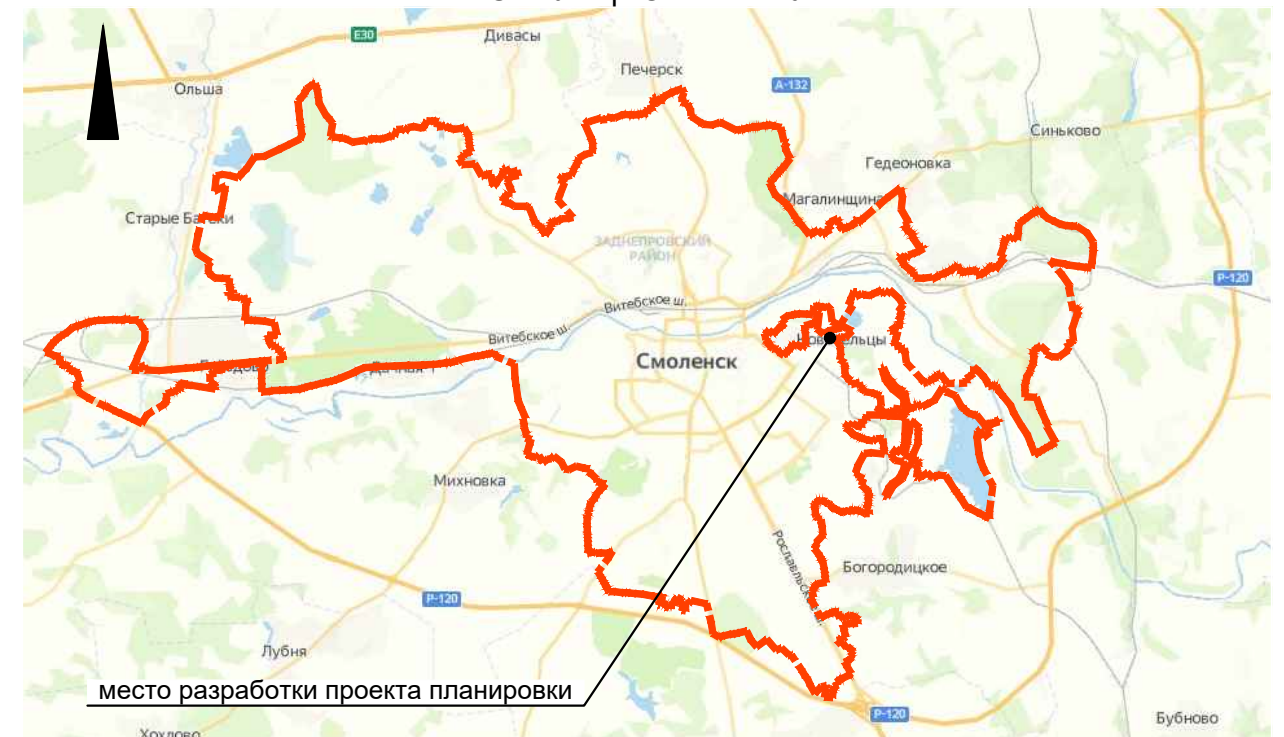 Дивасы
E30
Печерск
А-132
Ольша
Синьково
Гедеоновка
Магалинщина
Старые Батеки
ЗАДНЕПРОВСКИЙ
РАЙОН
Р-120
Витебское ш.
Витебское ш.
Смоленск
Дачная
Михновка
Рославльское ш.
Богородицкое
Р-120
Лубня
место разработки проекта планировки
Р-120
Бубново
Хохлово